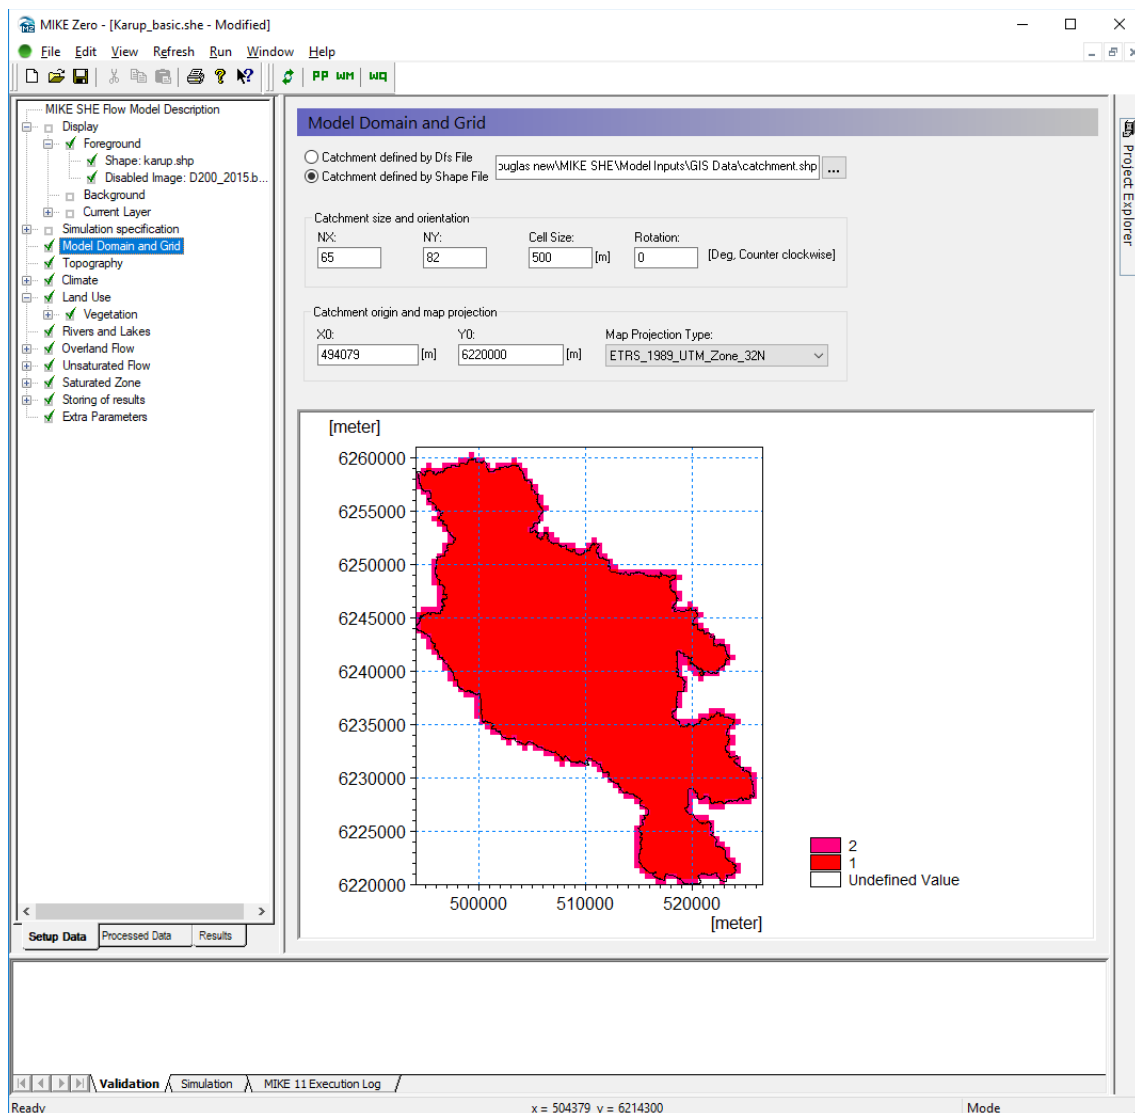 MIKE Zero - [Karup_basic.she - Modified]
File Edit View Refresh Run Window Help
PP WM WQ
MIKE SHE Flow Model Description
Display
Foreground
Shape: karup.shp
Disabled Image: D200_2015.b...
Background
Current Layer
Simulation specification
Model Domain and Grid
Topography
Climate
Land Use
Vegetation
Rivers and Lakes
Overland Flow
Unsaturated Flow
Saturated Zone
Storing of results
Extra Parameters
Setup Data Processed Data Results
Model Domain and Grid
Catchment defined by Dfs File
Catchment defined by Shape File
ouglas new\MIKE SHE\Model Inputs\GIS Data\catchment.shp ...
Catchment size and orientation
NX: NY: Cell Size: Rotation:
65 82 500 [m] 0 [Deg, Counter clockwise]
Catchment origin and map projection
X0: Y0: Map Projection Type:
494079 [m] 6220000 [m] ETRS_1989_UTM_Zone_32N
[meter]
6260000
6255000
6250000
6245000
6240000
6235000
6230000
6225000
6220000
500000 510000 520000
[meter]
2
1
Undefined Value
Project Explorer
Validation Simulation MIKE 11 Execution Log
Ready x = 504379 y = 6214300 Mode